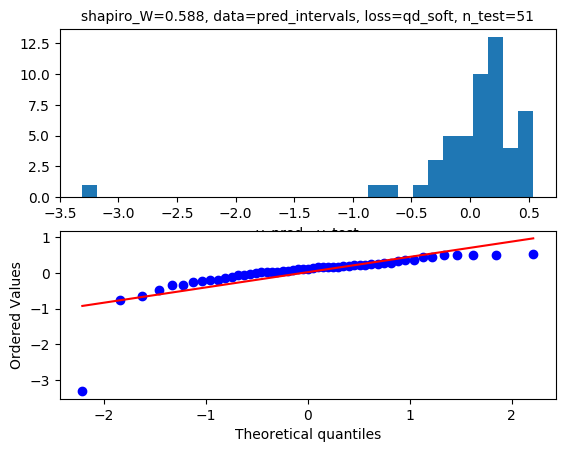 shapiro_W=0.588, data=pred_intervals, loss=qd_soft, n_test=51
12.5
10.0
7.5
5.0
2.5
0.0
−3.5 −3.0 −2.5 −2.0 −1.5 −1.0 −0.5 0.0 0.5
1
0
−1
−2
−3
Ordered Values
−2 −1 0 1 2
Theoretical quantiles